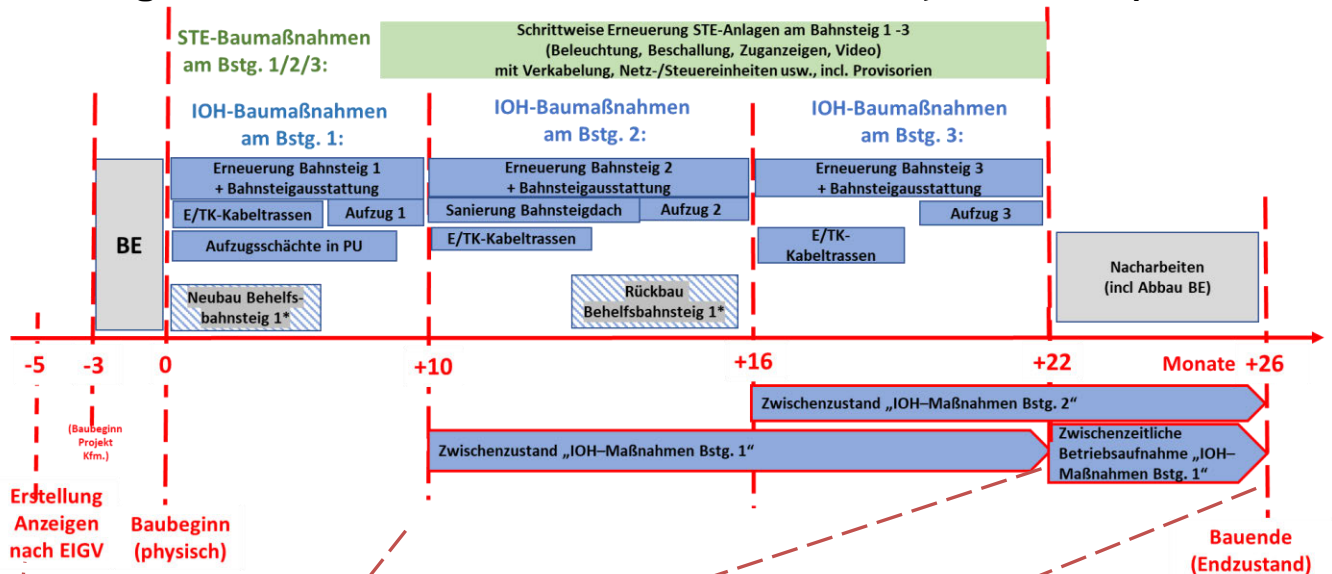 STE-Baumaßnahmen
am Bstg. 1/2/3:
Schrittweise Erneuerung STE-Anlagen am Bahnsteig 1 -3
(Beleuchtung, Beschallung, Zuganzeigen, Video)
mit Verkabelung, Netz-/Steuereinheiten usw., incl. Provisorien
IOH-Baumaßnahmen
am Bstg. 1:
IOH-Baumaßnahmen
am Bstg. 2:
IOH-Baumaßnahmen
am Bstg. 3:
BE
Erneuerung Bahnsteig 1
+ Bahnsteigausstattung
E/TK-Kabeltrassen
Aufzug 1
Aufzugsschächte in PU
Neubau Behelfs-
bahnsteig 1*
Erneuerung Bahnsteig 2
+ Bahnsteigausstattung
Sanierung Bahnsteigdach
Aufzug 2
E/TK-Kabeltrassen
Rückbau
Behelfsbahnsteig 1*
Erneuerung Bahnsteig 3
+ Bahnsteigausstattung
Aufzug 3
E/TK-
Kabeltrassen
Nacharbeiten
(incl Abbau BE)
-5
-3
0
+10
+16
+22
Monate +26
(Baubeginn
Projekt
Kfm.)
Zwischenzustand „IOH–Maßnahmen Bstg. 2“
Zwischenzustand „IOH–Maßnahmen Bstg. 1“
Zwischenzeitliche
Betriebsaufnahme „IOH–
Maßnahmen Bstg. 1“
Erstellung
Anzeigen
nach EIGV
Baubeginn
(physisch)
Bauende
(Endzustand)